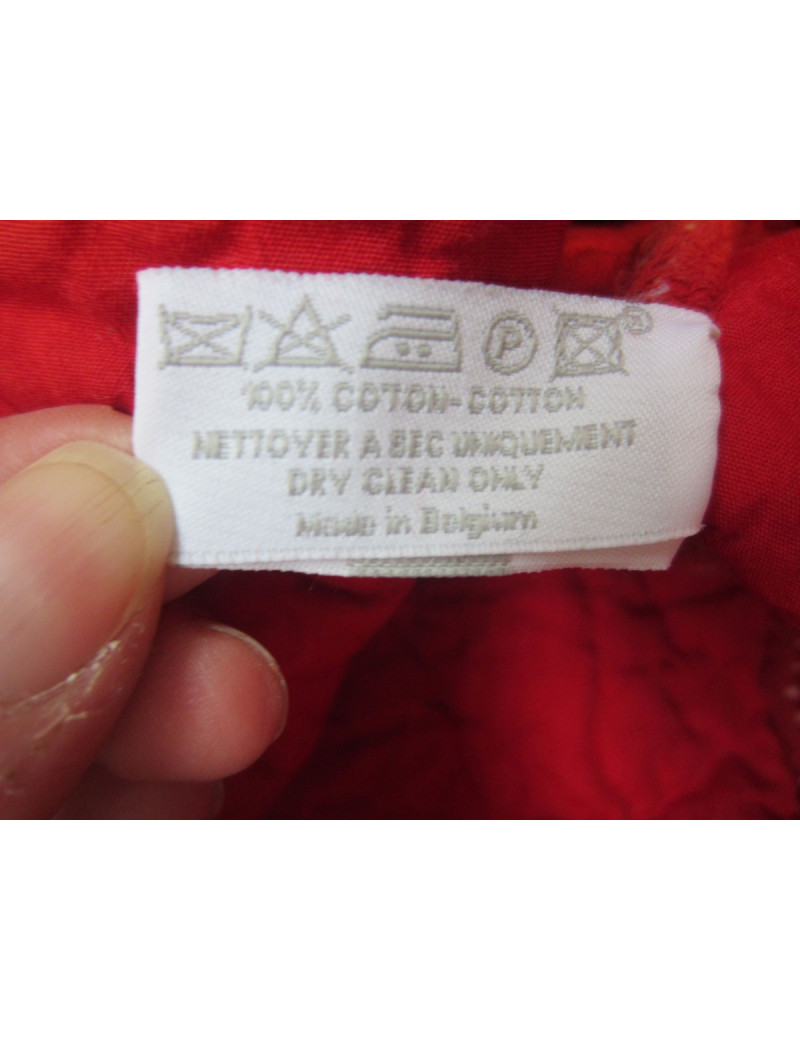 P
100% COTON-COTTON
NETTOYER A SEC UNIQUEMENT
DRY CLEAN ONLY
Made in Belgium